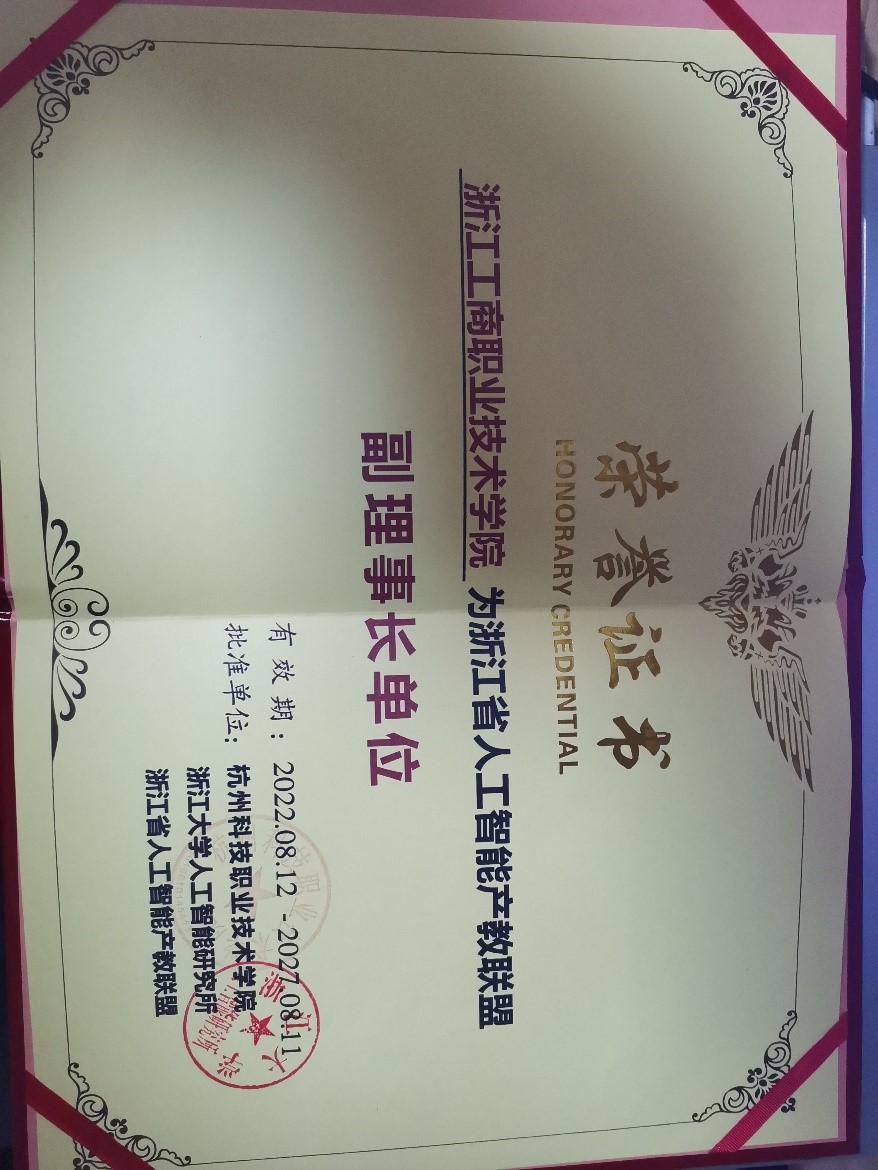 荣誉证书
HONORARY CREDENTIAL
浙江工商职业技术学院 为浙江省人工智能产教联盟
副理事长单位
有效期：2022.08.12 -2027.08.11
批准单位：杭州科技职业技术学院
浙江大学人工智能研究所
浙江省人工智能产教联盟